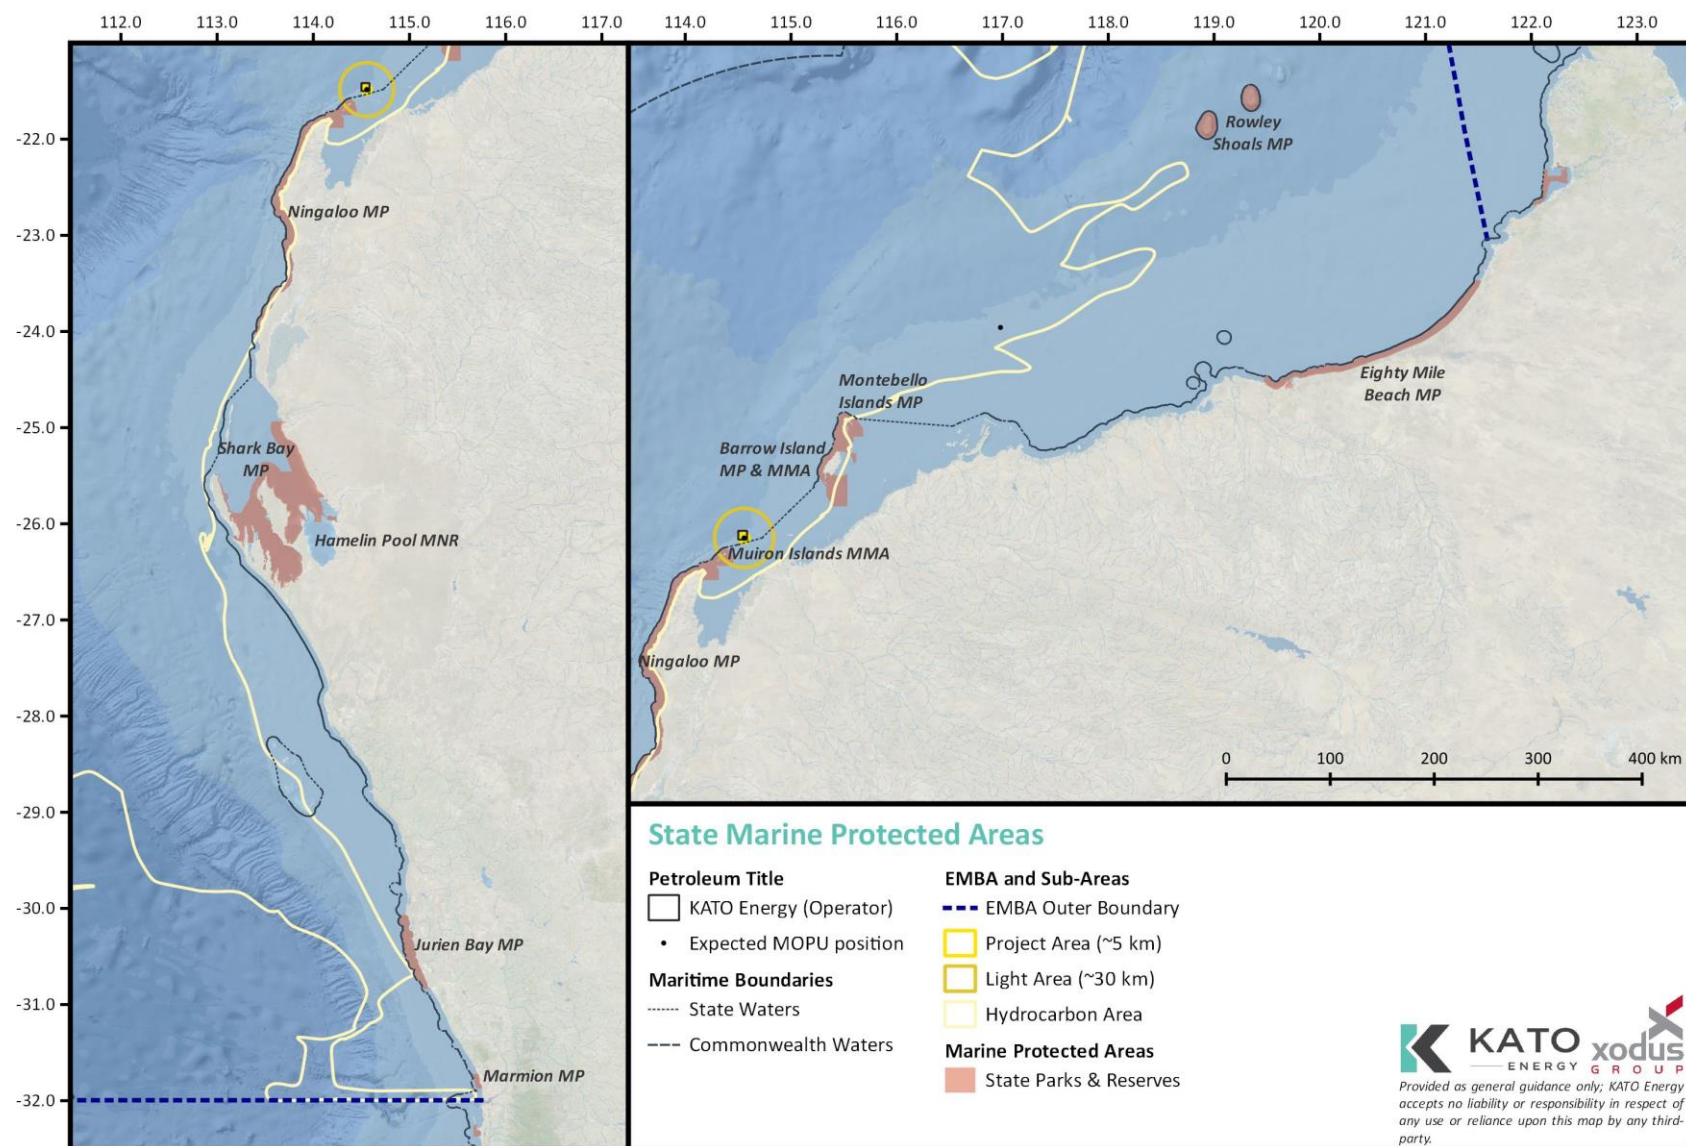 112.0 113.0 114.0 115.0 116.0 117.0
114.0 115.0 116.0 117.0 118.0 119.0 120.0 121.0 122.0 123.0
-22.0
-23.0
-24.0
-25.0
-26.0
-27.0
-28.0
-29.0
-30.0
-31.0
-32.0
Ningaloo MP
Shark Bay
MP
Hamelin Pool MNR
Jurien Bay MP
Marmion MP
Rowley
Shoals MP
Montebello
Islands MP
Eighty Mile
Beach MP
Barrow Island
MP & MMA
Muiron Islands MMA
Ningaloo MP
0 100 200 300 400 km
State Marine Protected Areas
Petroleum Title
KATO Energy (Operator)
Expected MOPU position
Maritime Boundaries
State Waters
Commonwealth Waters
EMBA and Sub-Areas
EMBA Outer Boundary
Project Area (~5 km)
Light Area (~30 km)
Hydrocarbon Area
Marine Protected Areas
State Parks & Reserves
KATO
ENERGY
xodus
GROUP
Provided as general guidance only; KATO Energy
accepts no liability or responsibility in respect of
any use or reliance upon this map by any third-
party.